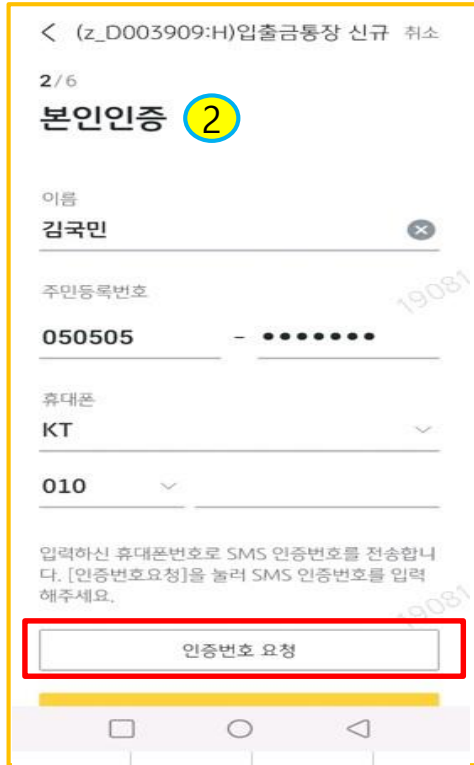 < (z_D003909:H)입출금통장 신규 취소
2/6
본인인증 2
이름
김국민
주민등록번호
19081
050505 - •••••••
휴대폰
KT
010
입력하신 휴대폰번호로 SMS 인증번호를 전송합니
다. [인증번호요청]을 눌러 SMS 인증번호를 입력
해주세요.
19081
인증번호 요청